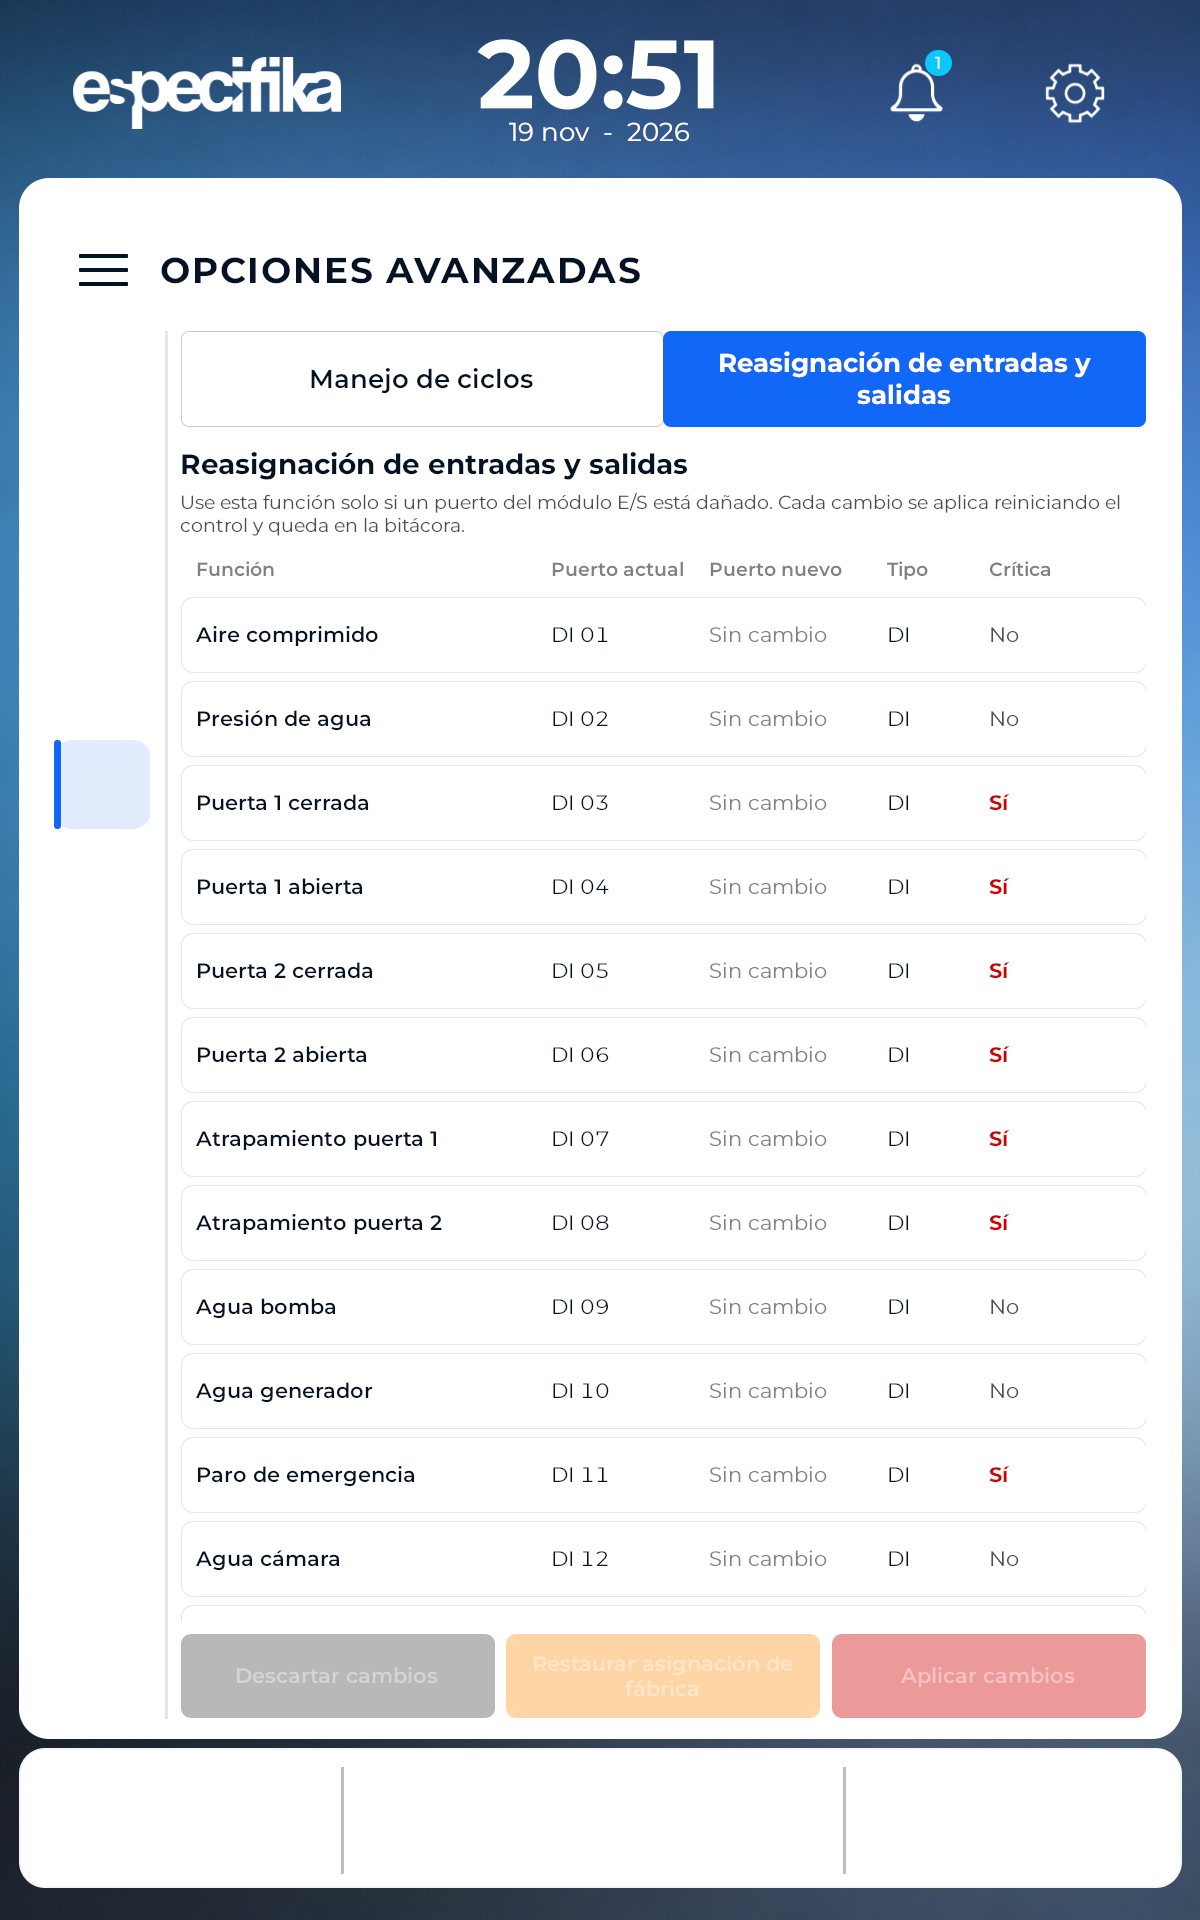 especifika
20:51
19 nov - 2026
1
OPCIONES AVANZADAS
Manejo de ciclos
Reasignación de entradas y
salidas
Reasignación de entradas y salidas
Use esta función solo si un puerto del módulo E/S está dañado. Cada cambio se aplica reiniciando el
control y queda en la bitácora.
Función Puerto actual Puerto nuevo Tipo Crítica
Aire comprimido DI 01 Sin cambio DI No
Presión de agua DI 02 Sin cambio DI No
Puerta 1 cerrada DI 03 Sin cambio DI Sí
Puerta 1 abierta DI 04 Sin cambio DI Sí
Puerta 2 cerrada DI 05 Sin cambio DI Sí
Puerta 2 abierta DI 06 Sin cambio DI Sí
Atrapamiento puerta 1 DI 07 Sin cambio DI Sí
Atrapamiento puerta 2 DI 08 Sin cambio DI Sí
Agua bomba DI 09 Sin cambio DI No
Agua generador DI 10 Sin cambio DI No
Paro de emergencia DI 11 Sin cambio DI Sí
Agua cámara DI 12 Sin cambio DI No
Descartar cambios
Restaurar asignación de
fábrica
Aplicar cambios